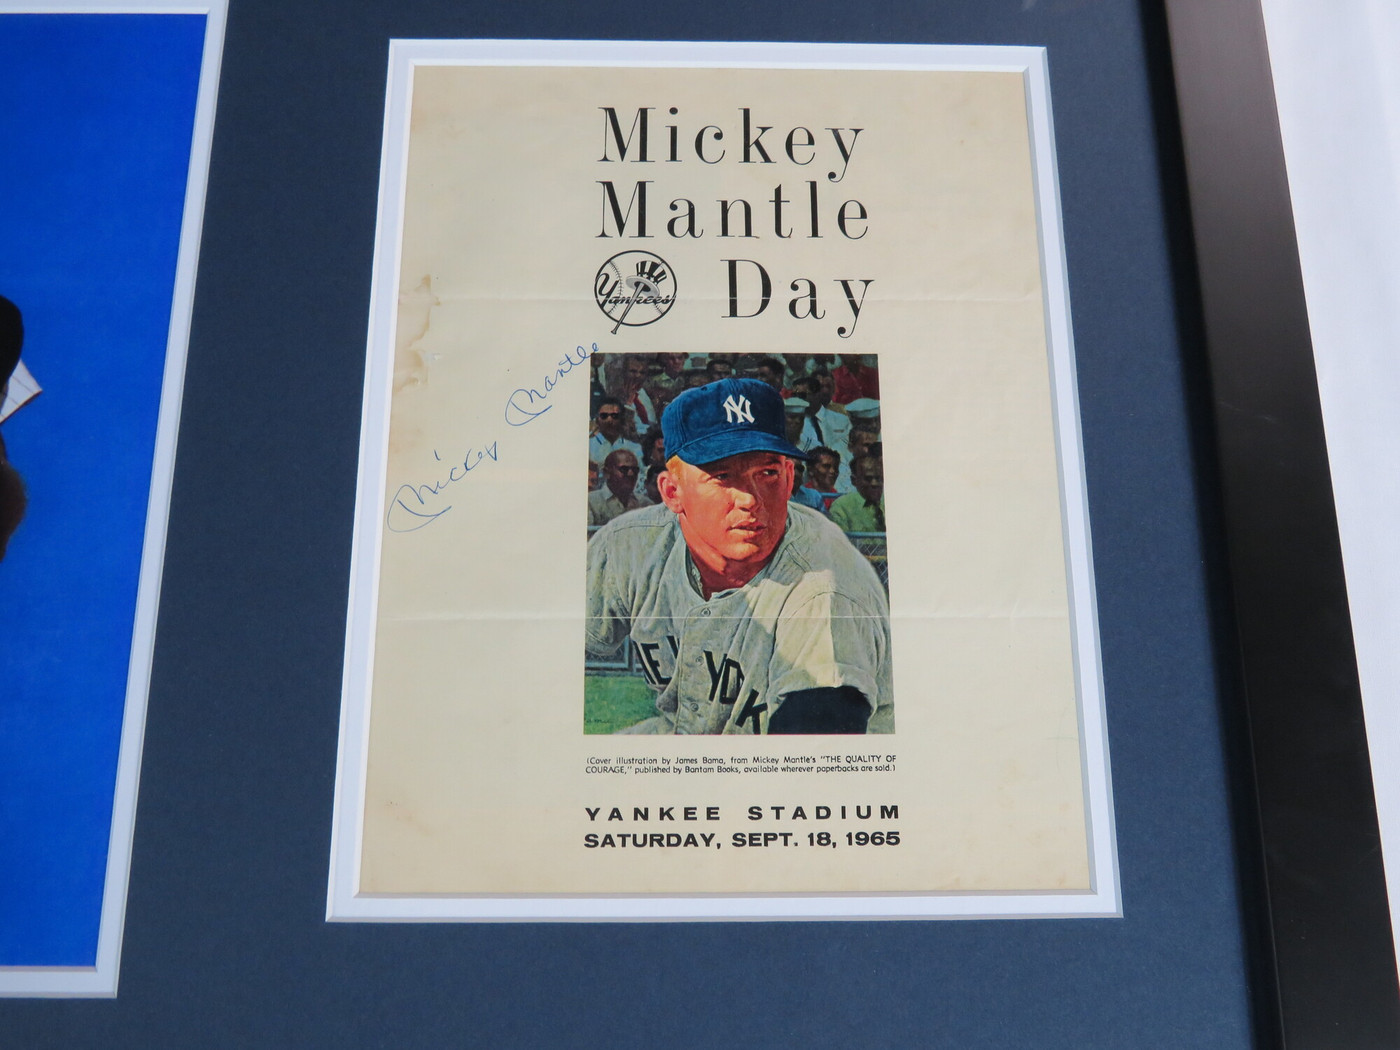 Mickey
Mantle
Yankees
Day
Mickey Mantle
NY
NEW YORK
(Cover illustration by James Bama, from Mickey Mantle's "THE QUALITY OF
COURAGE," published by Bantam Books, available wherever paperbacks are sold.)
YANKEE STADIUM
SATURDAY, SEPT. 18, 1965